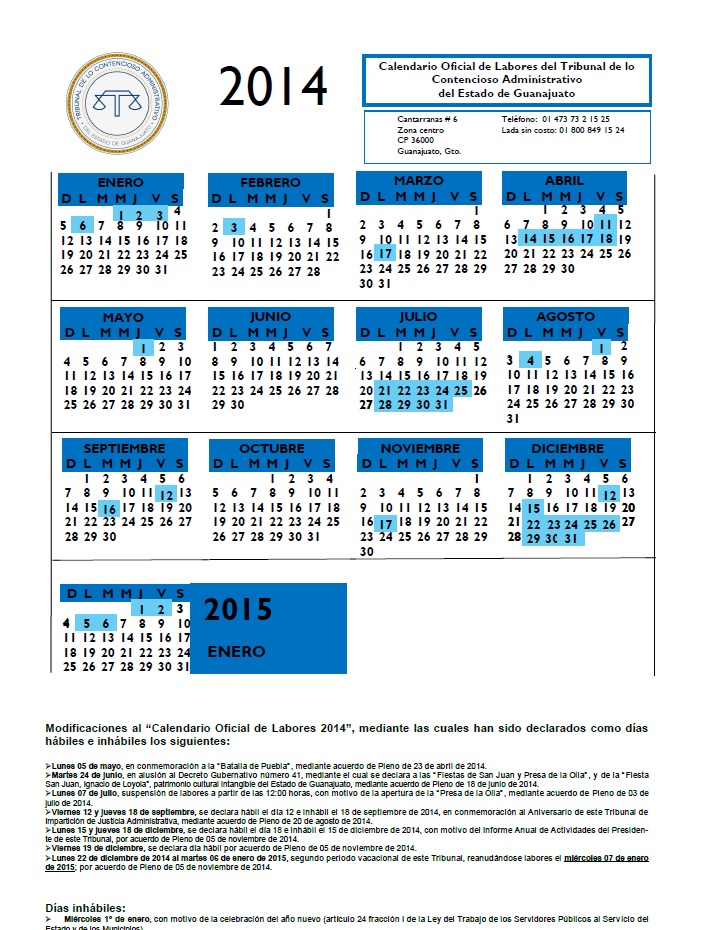 TRIBUNAL DE LO CONTENCIOSO ADMINISTRATIVO
DEL ESTADO DE GUANAJUATO
2014
Calendario Oficial de Labores del Tribunal de lo
Contencioso Administrativo
del Estado de Guanajuato
Cantarranas # 6 Teléfono: 01 473 73 2 15 25
Zona centro Lada sin costo: 01 800 849 15 24
CP 36000
Guanajuato, Gto.
ENERO
D L M M J V S
1 2 3 4
5 6 7 8 9 10 11
12 13 14 15 16 17 18
19 20 21 22 23 24 25
26 27 28 29 30 31
FEBRERO
D L M M J V S
1
2 3 4 5 6 7 8
9 10 11 12 13 14 15
16 17 18 19 20 21 22
23 24 25 26 27 28
MARZO
D L M M J V S
1
2 3 4 5 6 7 8
9 10 11 12 13 14 15
16 17 18 19 20 21 22
23 24 25 26 27 28 29
30 31
ABRIL
D L M M J V S
1 2 3 4 5
6 7 8 9 10 11 12
13 14 15 16 17 18 19
20 21 22 23 24 25 26
27 28 29 30
MAYO
D L M M J V S
1 2 3
4 5 6 7 8 9 10
11 12 13 14 15 16 17
18 19 20 21 22 23 24
25 26 27 28 29 30 31
JUNIO
D L M M J V S
1 2 3 4 5 6 7
8 9 10 11 12 13 14
15 16 17 18 19 20 21
22 23 24 25 26 27 28
29 30
JULIO
D L M M J V S
1 2 3 4 5
6 7 8 9 10 11 12
13 14 15 16 17 18 19
20 21 22 23 24 25 26
27 28 29 30 31
AGOSTO
D L M M J V S
1 2
3 4 5 6 7 8 9
10 11 12 13 14 15 16
17 18 19 20 21 22 23
24 25 26 27 28 29 30
31
SEPTIEMBRE
D L M M J V S
1 2 3 4 5 6
7 8 9 10 11 12 13
14 15 16 17 18 19 20
21 22 23 24 25 26 27
28 29 30
OCTUBRE
D L M M J V S
1 2 3 4
5 6 7 8 9 10 11
12 13 14 15 16 17 18
19 20 21 22 23 24 25
26 27 28 29 30 31
NOVIEMBRE
D L M M J V S
1
2 3 4 5 6 7 8
9 10 11 12 13 14 15
16 17 18 19 20 21 22
23 24 25 26 27 28 29
30
DICIEMBRE
D L M M J V S
1 2 3 4 5 6
7 8 9 10 11 12 13
14 15 16 17 18 19 20
21 22 23 24 25 26 27
28 29 30 31
D L M M J V S
1 2 3
4 5 6 7 8 9 10
11 12 13 14 15 16 17
18 19 20 21 22 23 24
25 26 27 28 29 30 31
2015
ENERO
Modificaciones al “Calendario Oficial de Labores 2014”, mediante las cuales han sido declarados como días
hábiles e inhábiles los siguientes:
➢Lunes 05 de mayo, en conmemoración a la “Batalla de Puebla”, mediante acuerdo de Pleno de 23 de abril de 2014.
➢Martes 24 de junio, en alusión al Decreto Gubernativo número 41, mediante el cual se declara a las “Fiestas de San Juan y Presa de la Olla”, y de la “Fiesta
San Juan, Ignacio de Loyola”, patrimonio cultural intangible del Estado de Guanajuato, mediante acuerdo de Pleno de 18 de junio de 2014.
➢Lunes 07 de julio, suspensión de labores a partir de las 12:00 horas, con motivo de la apertura de la “Presa de la Olla”, mediante acuerdo de Pleno de 03 de
julio de 2014.
➢Viernes 12 y jueves 18 de septiembre, se declara hábil el día 12 e inhábil el 18 de septiembre de 2014, en conmemoración al Aniversario de este Tribunal de
Impartición de Justicia Administrativa, mediante acuerdo de Pleno de 20 de agosto de 2014.
➢Lunes 15 y jueves 18 de diciembre, se declara hábil el día 18 e inhábil el 15 de diciembre de 2014, con motivo del Informe Anual de Actividades del Presiden-
te de este Tribunal, por acuerdo de Pleno de 05 de noviembre de 2014.
➢Viernes 19 de diciembre, se declara día hábil por acuerdo de Pleno de 05 de noviembre de 2014.
➢Lunes 22 de diciembre de 2014 al martes 06 de enero de 2015, segundo periodo vacacional de este Tribunal, reanudándose labores el miércoles 07 de enero
de 2015; por acuerdo de Pleno de 05 de noviembre de 2014.
Días inhábiles:
➢ Miércoles 1º de enero, con motivo de la celebración del año nuevo (artículo 24 fracción I de la Ley del Trabajo de los Servidores Públicos al Servicio del
Estado y de los Municipios)